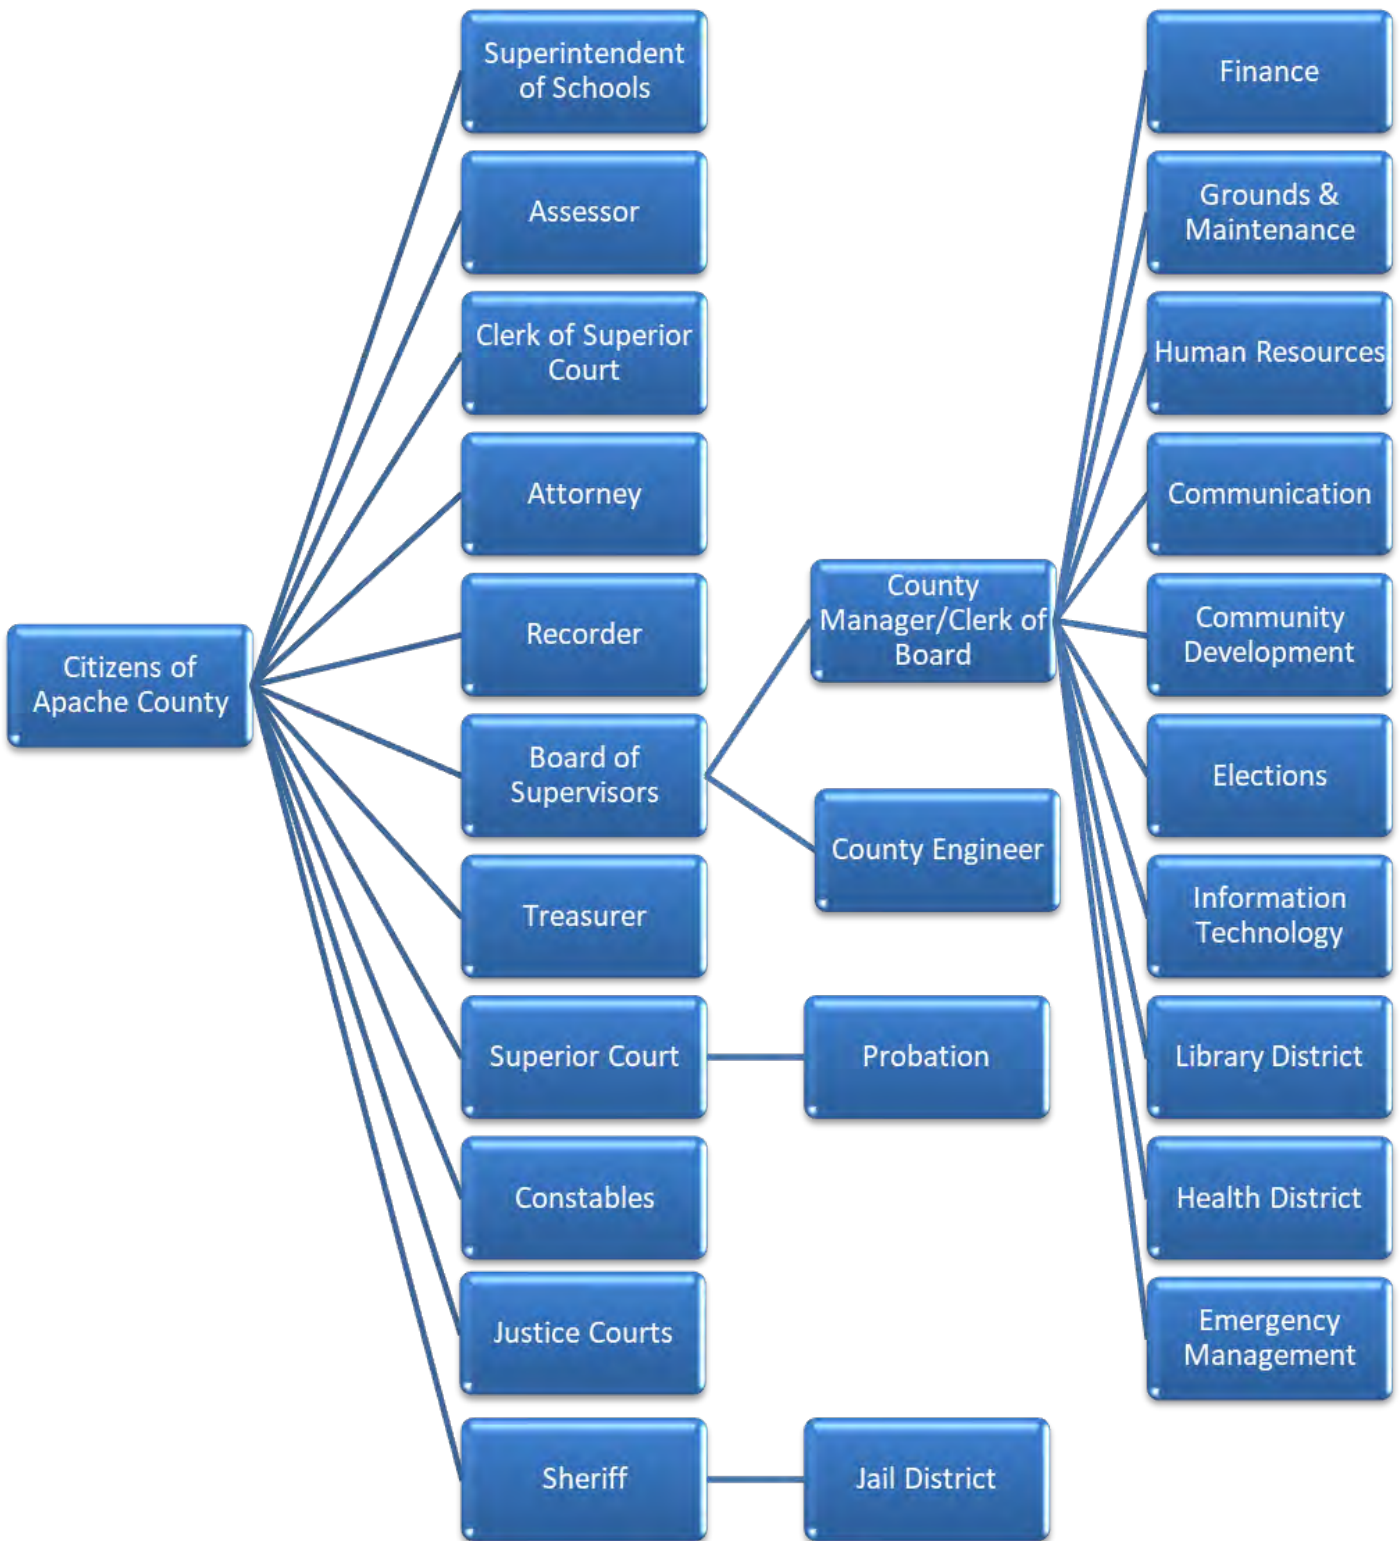 Citizens of
Apache County
Superintendent
of Schools
Assessor
Clerk of Superior
Court
Attorney
Recorder
Board of
Supervisors
Treasurer
Superior Court
Constables
Justice Courts
Sheriff
County
Manager/Clerk of
Board
County Engineer
Probation
Jail District
Finance
Grounds &
Maintenance
Human Resources
Communication
Community
Development
Elections
Information
Technology
Library District
Health District
Emergency
Management